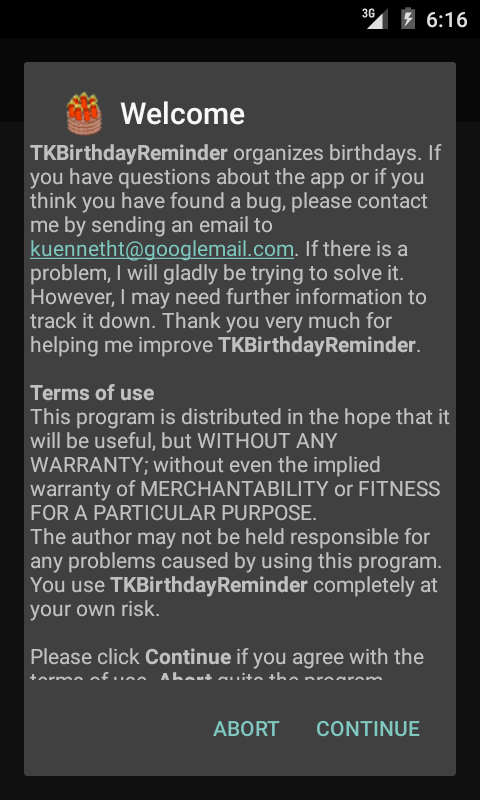 3G
6:16
Welcome
TKBirthdayReminder organizes birthdays. If
you have questions about the app or if you
think you have found a bug, please contact
me by sending an email to
kuennetht@googlemail.com. If there is a
problem, I will gladly be trying to solve it.
However, I may need further information to
track it down. Thank you very much for
helping me improve TKBirthdayReminder.
Terms of use
This program is distributed in the hope that it
will be useful, but WITHOUT ANY
WARRANTY; without even the implied
warranty of MERCHANTABILITY or FITNESS
FOR A PARTICULAR PURPOSE.
The author may not be held responsible for
any problems caused by using this program.
You use TKBirthdayReminder completely at
your own risk.
Please click Continue if you agree with the
terms of use. Abort quits the program.
ABORT
CONTINUE